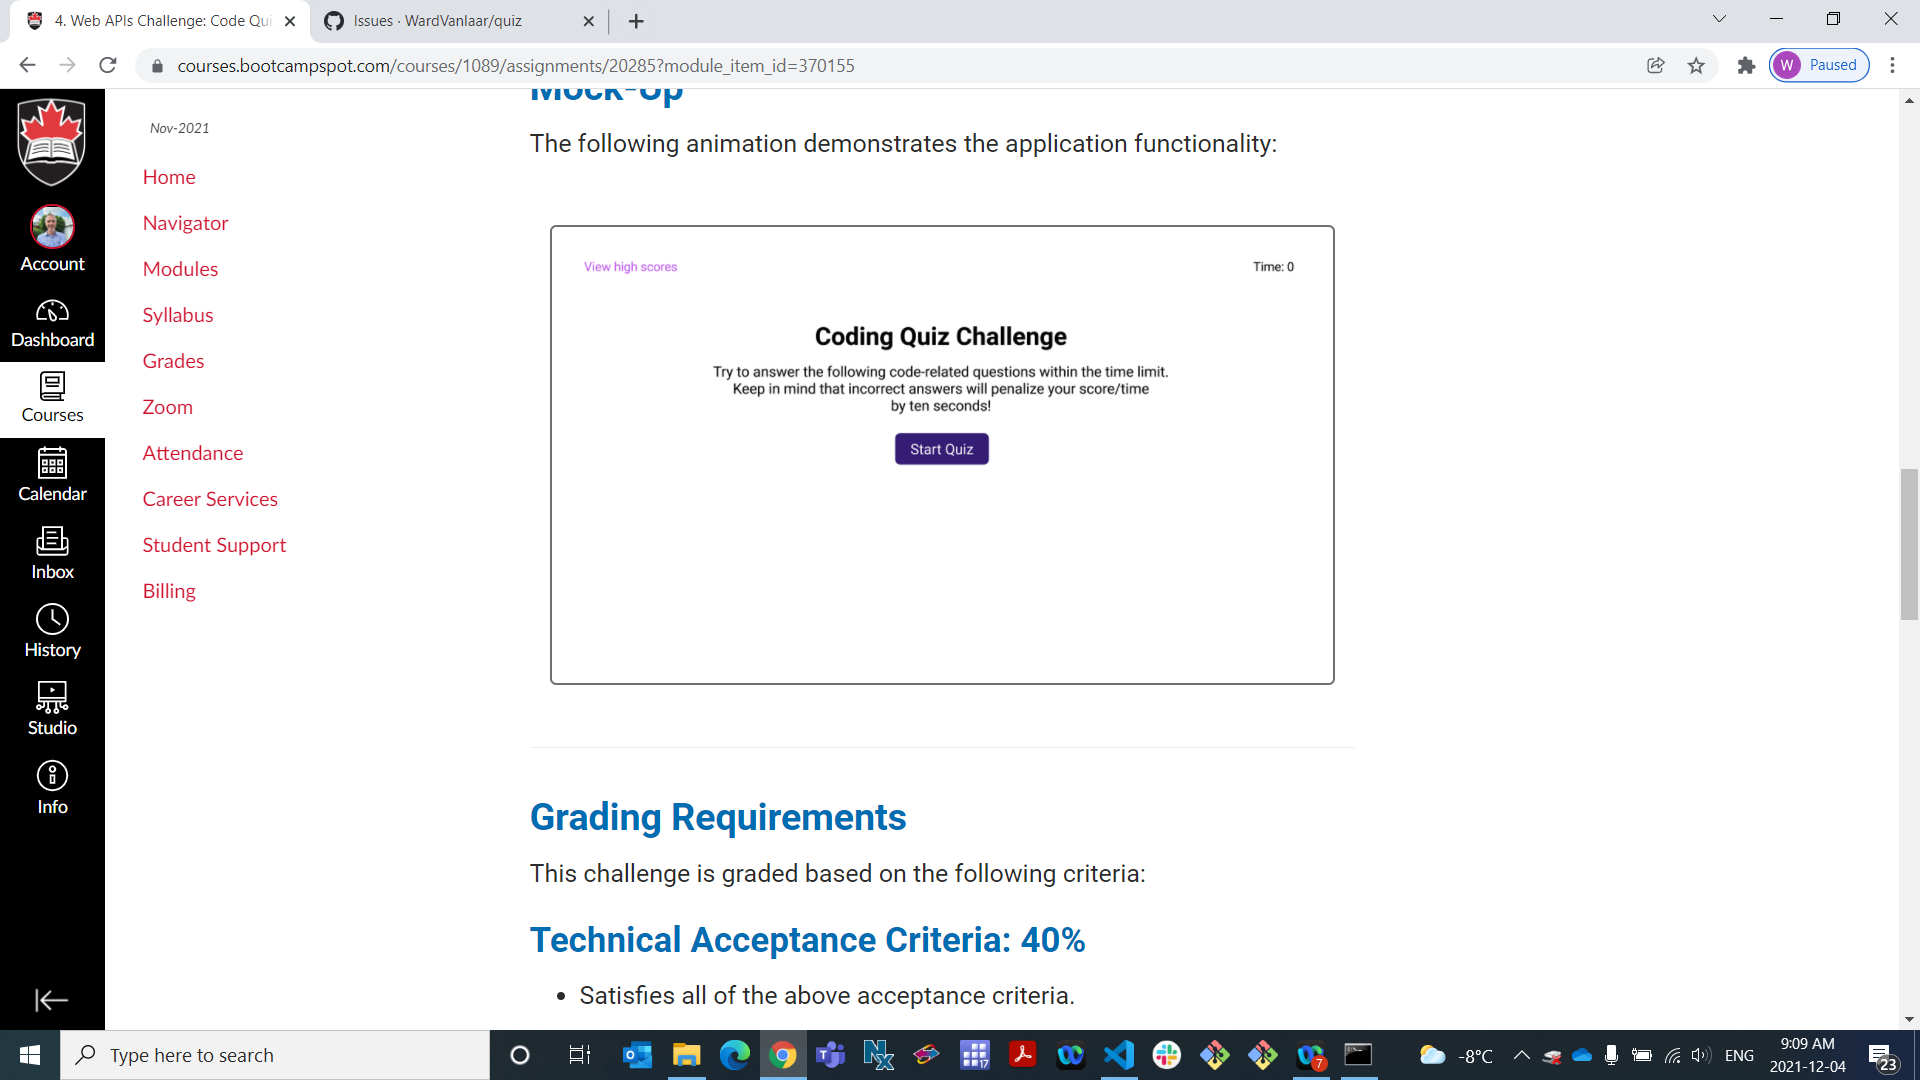 4. Web APIs Challenge: Code Qui
Issues · WardVanlaar/quiz
courses.bootcampspot.com/courses/1089/assignments/20285?module_item_id=370155
W Paused
Account
Dashboard
Courses
Calendar
Inbox
History
Studio
Info
Nov-2021
Home
Navigator
Modules
Syllabus
Grades
Zoom
Attendance
Career Services
Student Support
Billing
Mock-Up
The following animation demonstrates the application functionality:
View high scores
Time: 0
Coding Quiz Challenge
Try to answer the following code-related questions within the time limit.
Keep in mind that incorrect answers will penalize your score/time
by ten seconds!
Start Quiz
Grading Requirements
This challenge is graded based on the following criteria:
Technical Acceptance Criteria: 40%
• Satisfies all of the above acceptance criteria.
Type here to search
17
7
-8°C
ENG
9:09 AM
2021-12-04
23